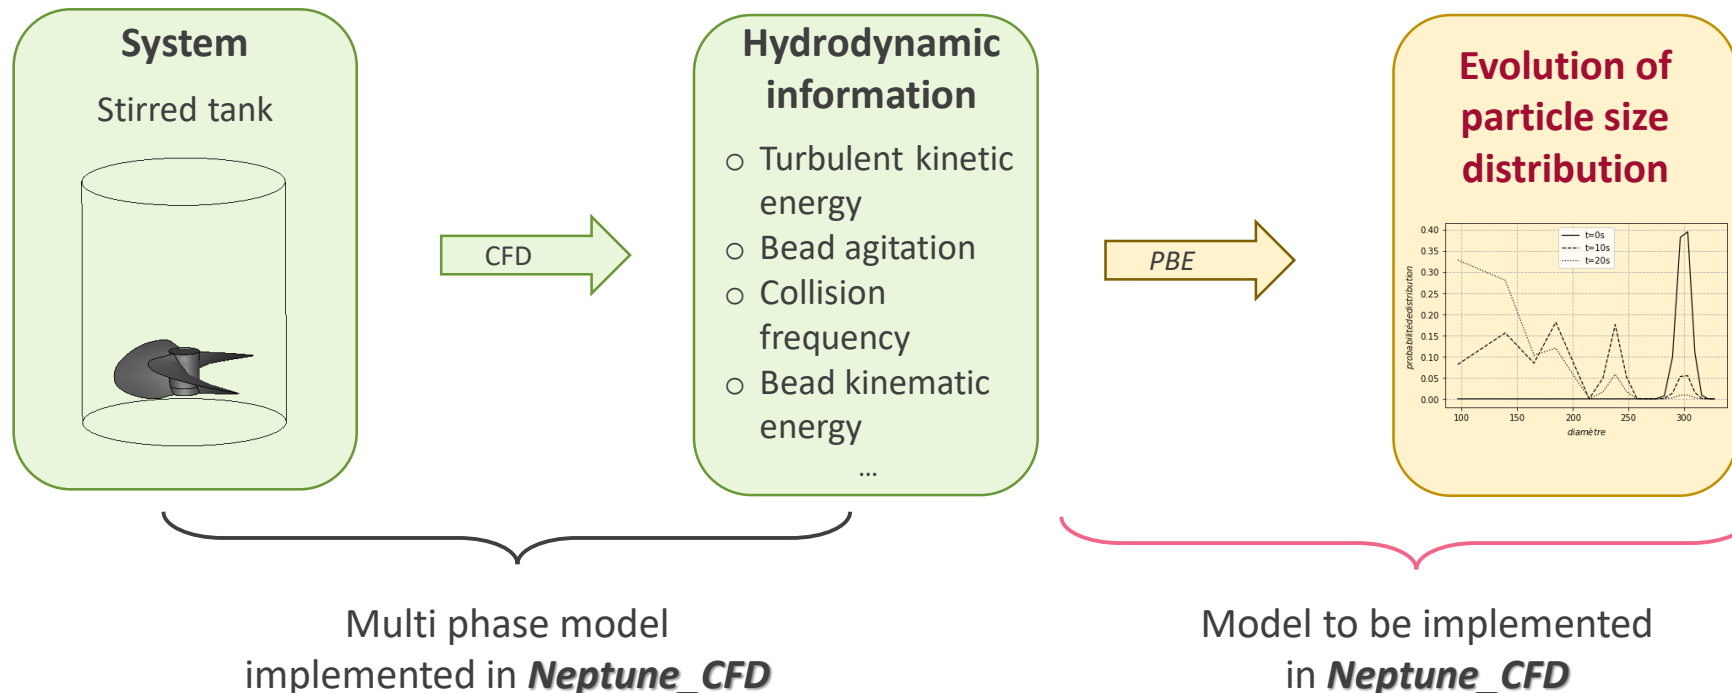 System
Stirred tank
CFD
Hydrodynamic
information
○ Turbulent kinetic
energy
○ Bead agitation
○ Collision
frequency
○ Bead kinematic
energy
...
PBE
Evolution of
particle size
distribution
t=0s
t=10s
t=20s
0.40
0.35
0.30
0.25
0.20
0.15
0.10
0.05
0.00
probabilitédedistribution
100 150 200 250 300
diamètre
Multi phase model
implemented in Neptune_CFD
Model to be implemented
in Neptune_CFD